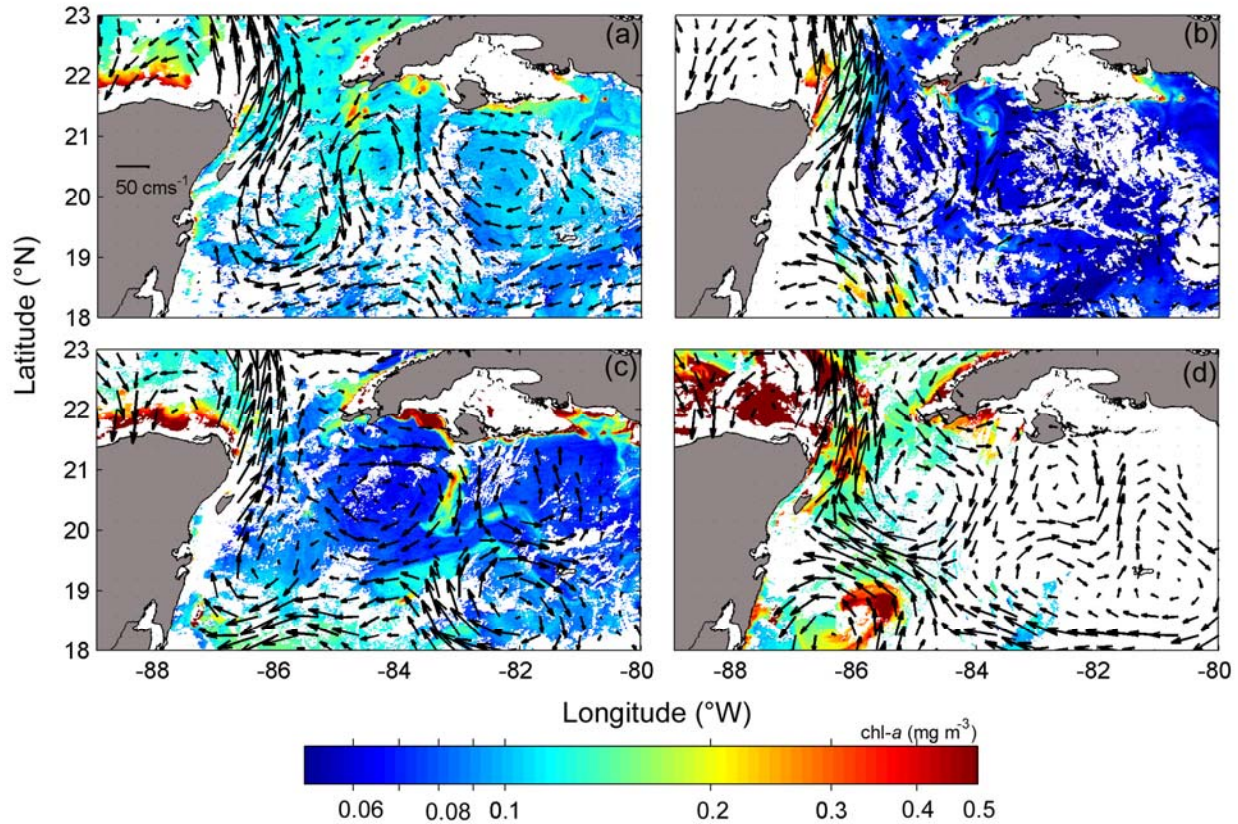 23
22
21
20
19
18
(a)
50 cms⁻¹
(b)
23
22
21
20
19
18
(c)
(d)
-88 -86 -84 -82 -80 -88 -86 -84 -82 -80
Latitude (°N)
Longitude (°W)
chl-a (mg m⁻³)
0.06 0.08 0.1 0.2 0.3 0.4 0.5